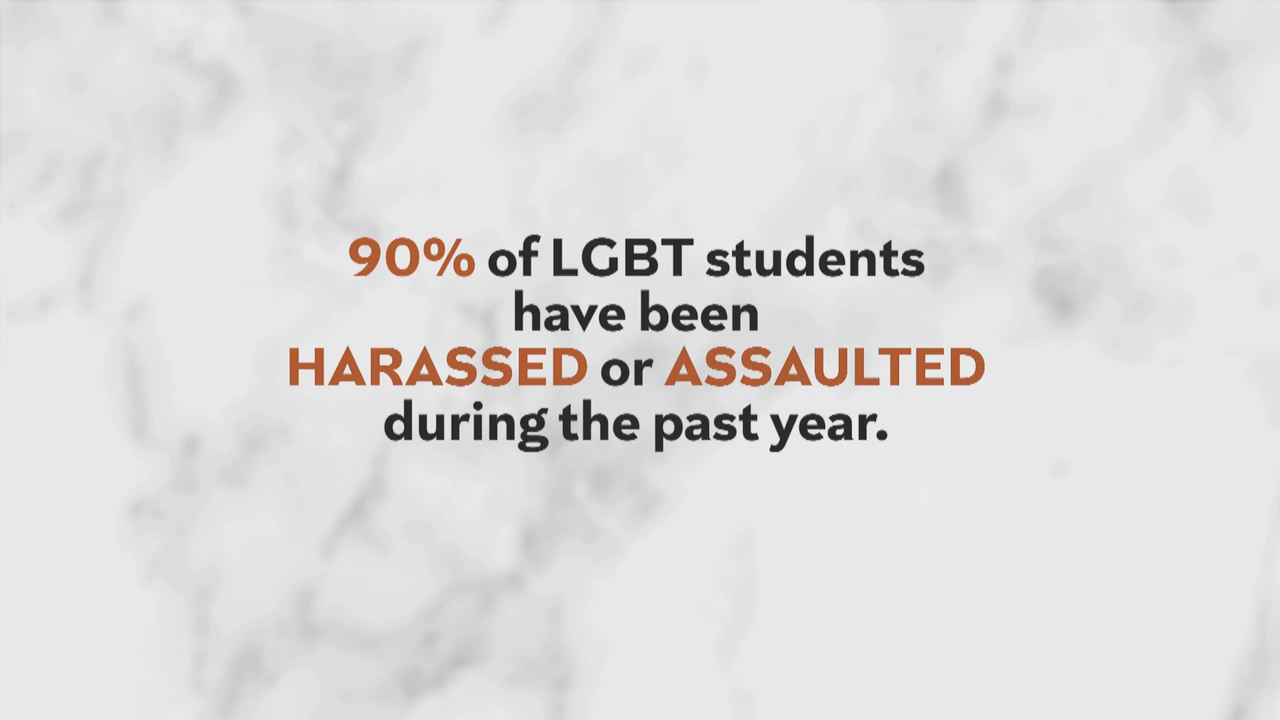 90% of LGBT students
have been
HARASSED or ASSAULTED
during the past year.